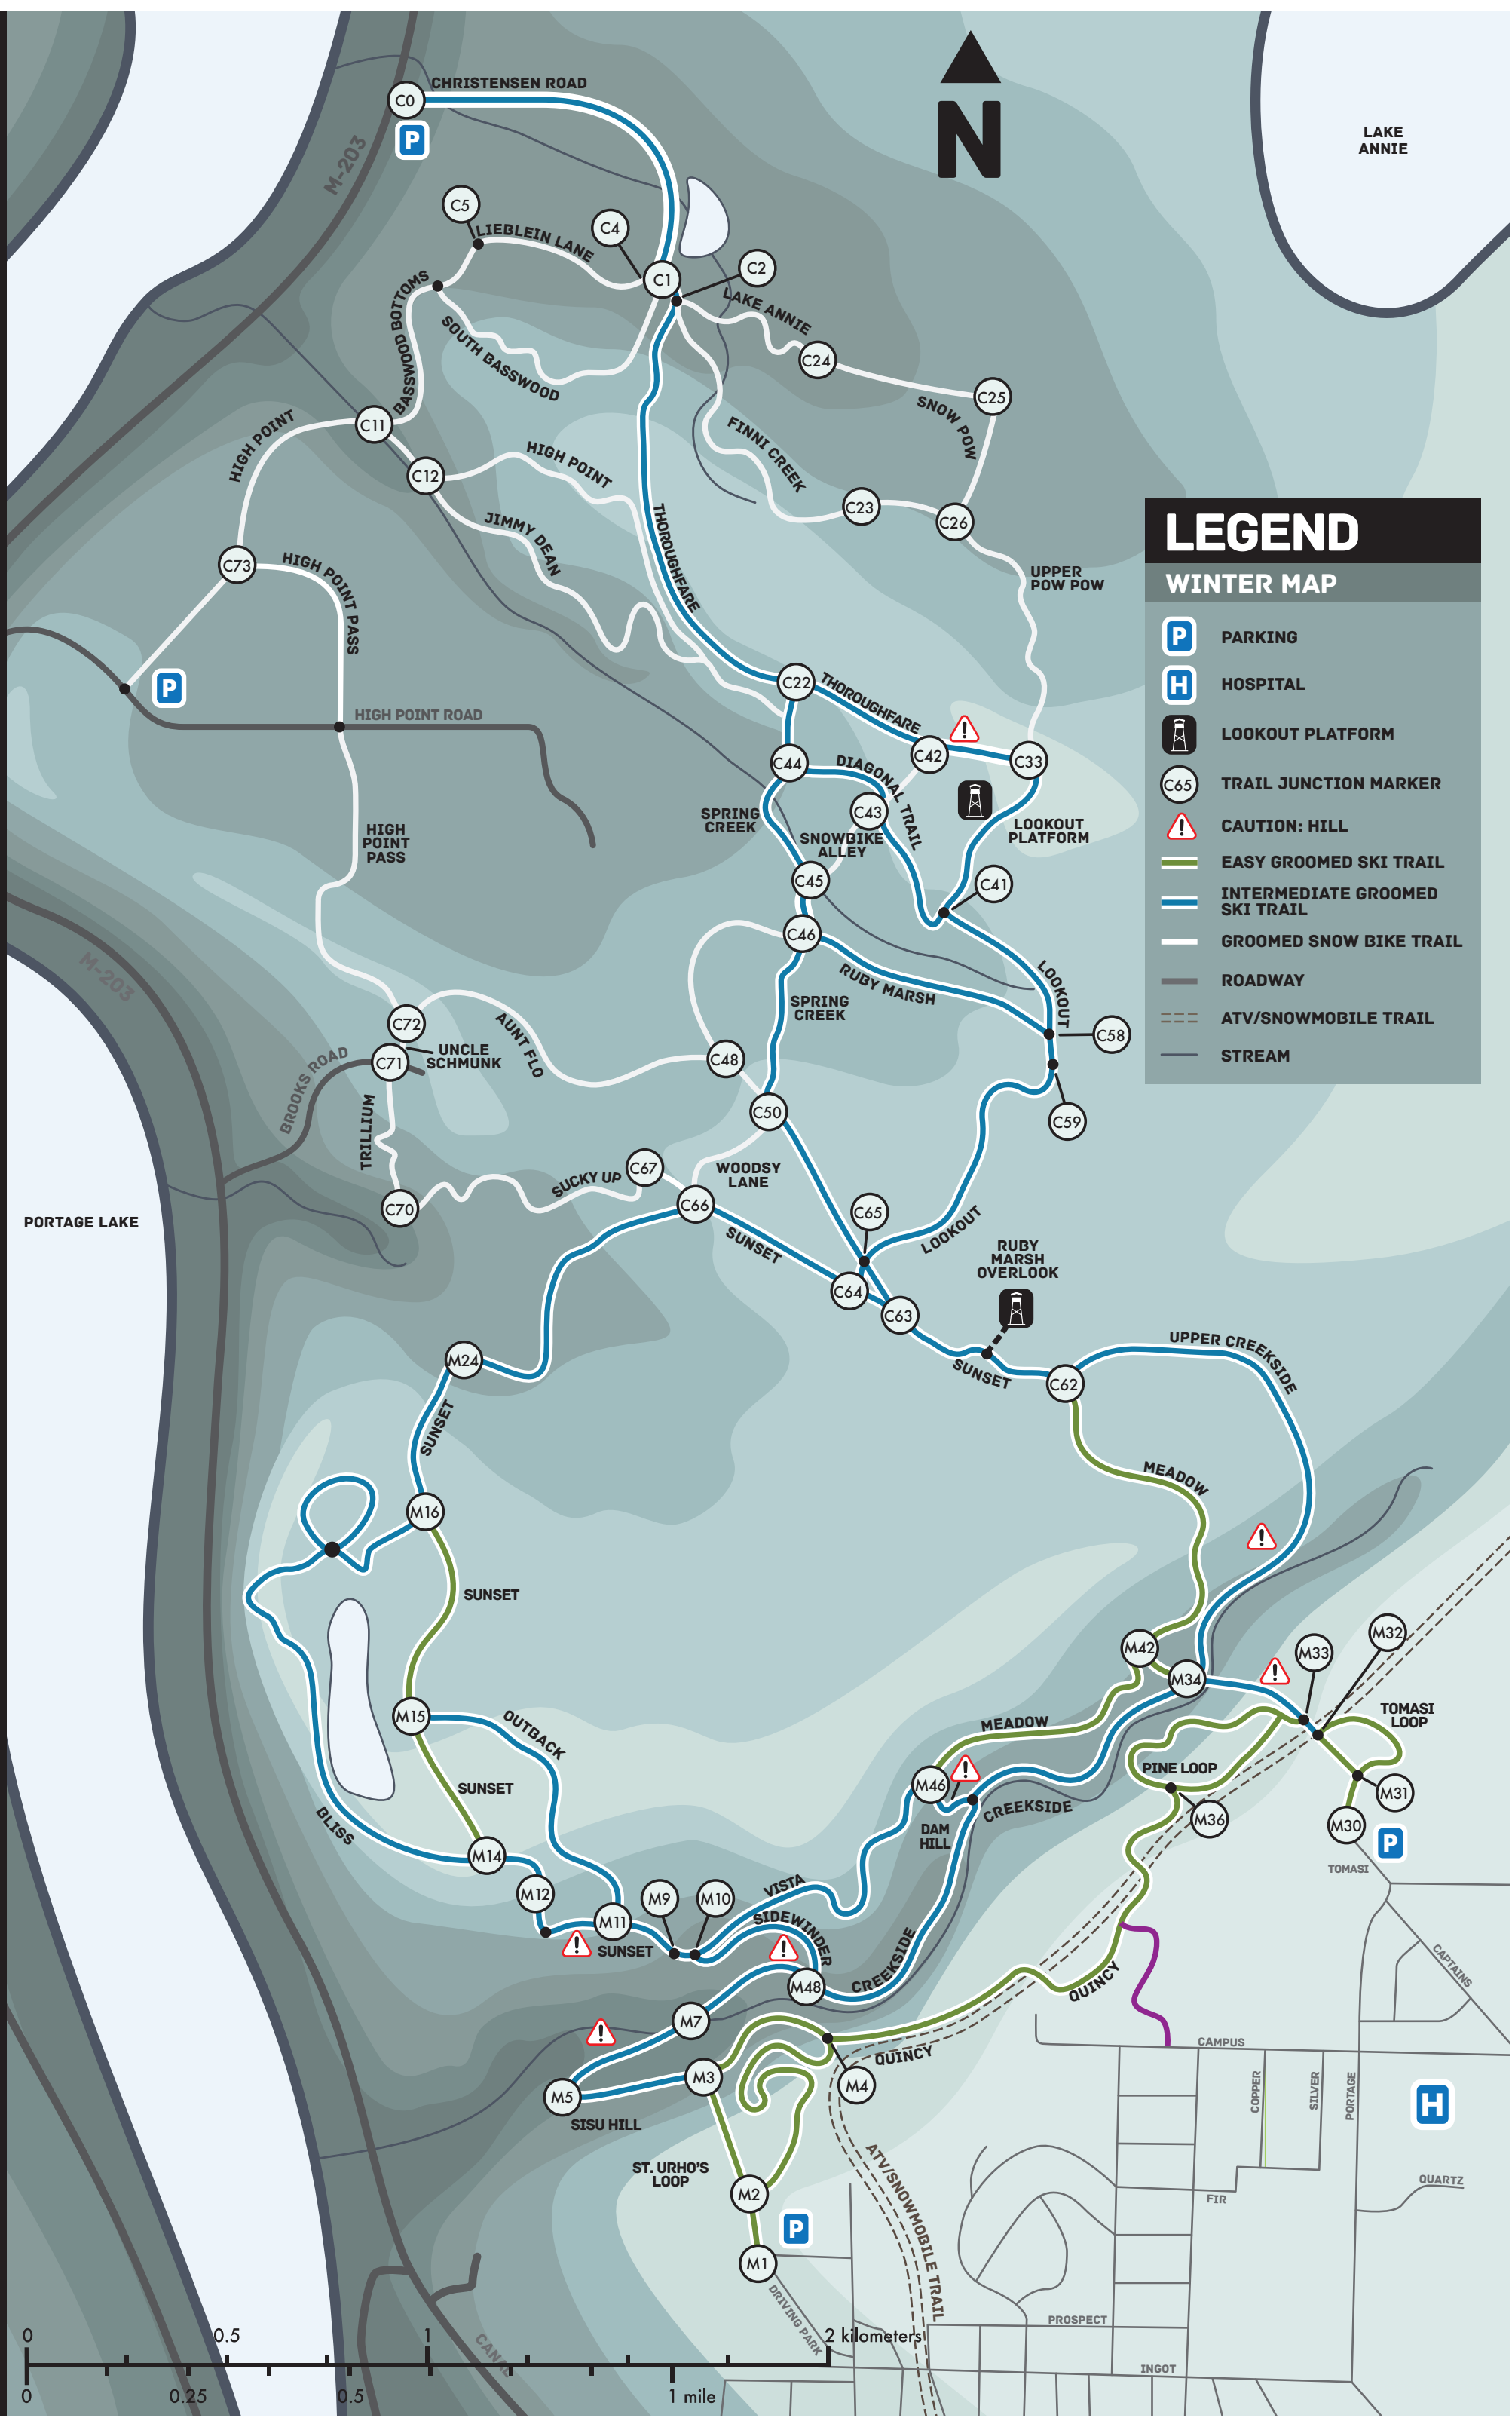 CHRISTENSEN ROAD
C0
P
M-203
N
LAKE
ANNIE
C5
LIEBLEIN LANE
C4
C1
C2
LAKE ANNIE
C24
C25
SNOW POW
BASSWOOD BOTTOMS
SOUTH BASSWOOD
FINNI CREEK
C11
HIGH POINT
C12
HIGH POINT
JIMMY DEAN
THOROUGHFARE
C23
C26
UPPER
POW POW
C73
HIGH POINT PASS
P
HIGH POINT ROAD
C22
THOROUGHFARE
C42
C33
C44
DIAGONAL TRAIL
C43
SPRING
CREEK
SNOWBIKE
ALLEY
LOOKOUT
PLATFORM
HIGH
POINT
PASS
C45
C41
C46
RUBY MARSH
LOOKOUT
SPRING
CREEK
C58
C59
M-203
C72
UNCLE
SCHMUNK
C71
AUNT FLO
C48
BROOKS ROAD
TRILLIUM
C50
C70
SUCKY UP
C67
WOODSY
LANE
C66
SUNSET
C65
LOOKOUT
C64
C63
RUBY
MARSH
OVERLOOK
SUNSET
C62
UPPER CREEKSIDE
PORTAGE LAKE
LEGEND
WINTER MAP
P PARKING
H HOSPITAL
LOOKOUT PLATFORM
C65 TRAIL JUNCTION MARKER
CAUTION: HILL
EASY GROOMED SKI TRAIL
INTERMEDIATE GROOMED
SKI TRAIL
GROOMED SNOW BIKE TRAIL
ROADWAY
ATV/SNOWMOBILE TRAIL
STREAM
M24
SUNSET
MEADOW
M16
SUNSET
M42
M34
M33
M32
M15
OUTBACK
MEADOW
TOMASI
LOOP
SUNSET
M46
PINE LOOP
M31
CREEKSIDE
M36
M30
P
BLISS
DAM
HILL
TOMASI
M14
M12
M9
M10
VISTA
M11
SUNSET
SIDEWINDER
CREEKSIDE
M48
CAPTAINS
QUINCY
M7
QUINCY
CAMPUS
M3
M4
M5
SISU HILL
COPPER
SILVER
PORTAGE
H
ST. URHO'S
LOOP
ATV/SNOWMOBILE TRAIL
M2
FIR
QUARTZ
P
M1
DRIVING PARK
PROSPECT
INGOT
CANAL
0 0.5 1 2 kilometers
0 0.25 0.5 1 mile